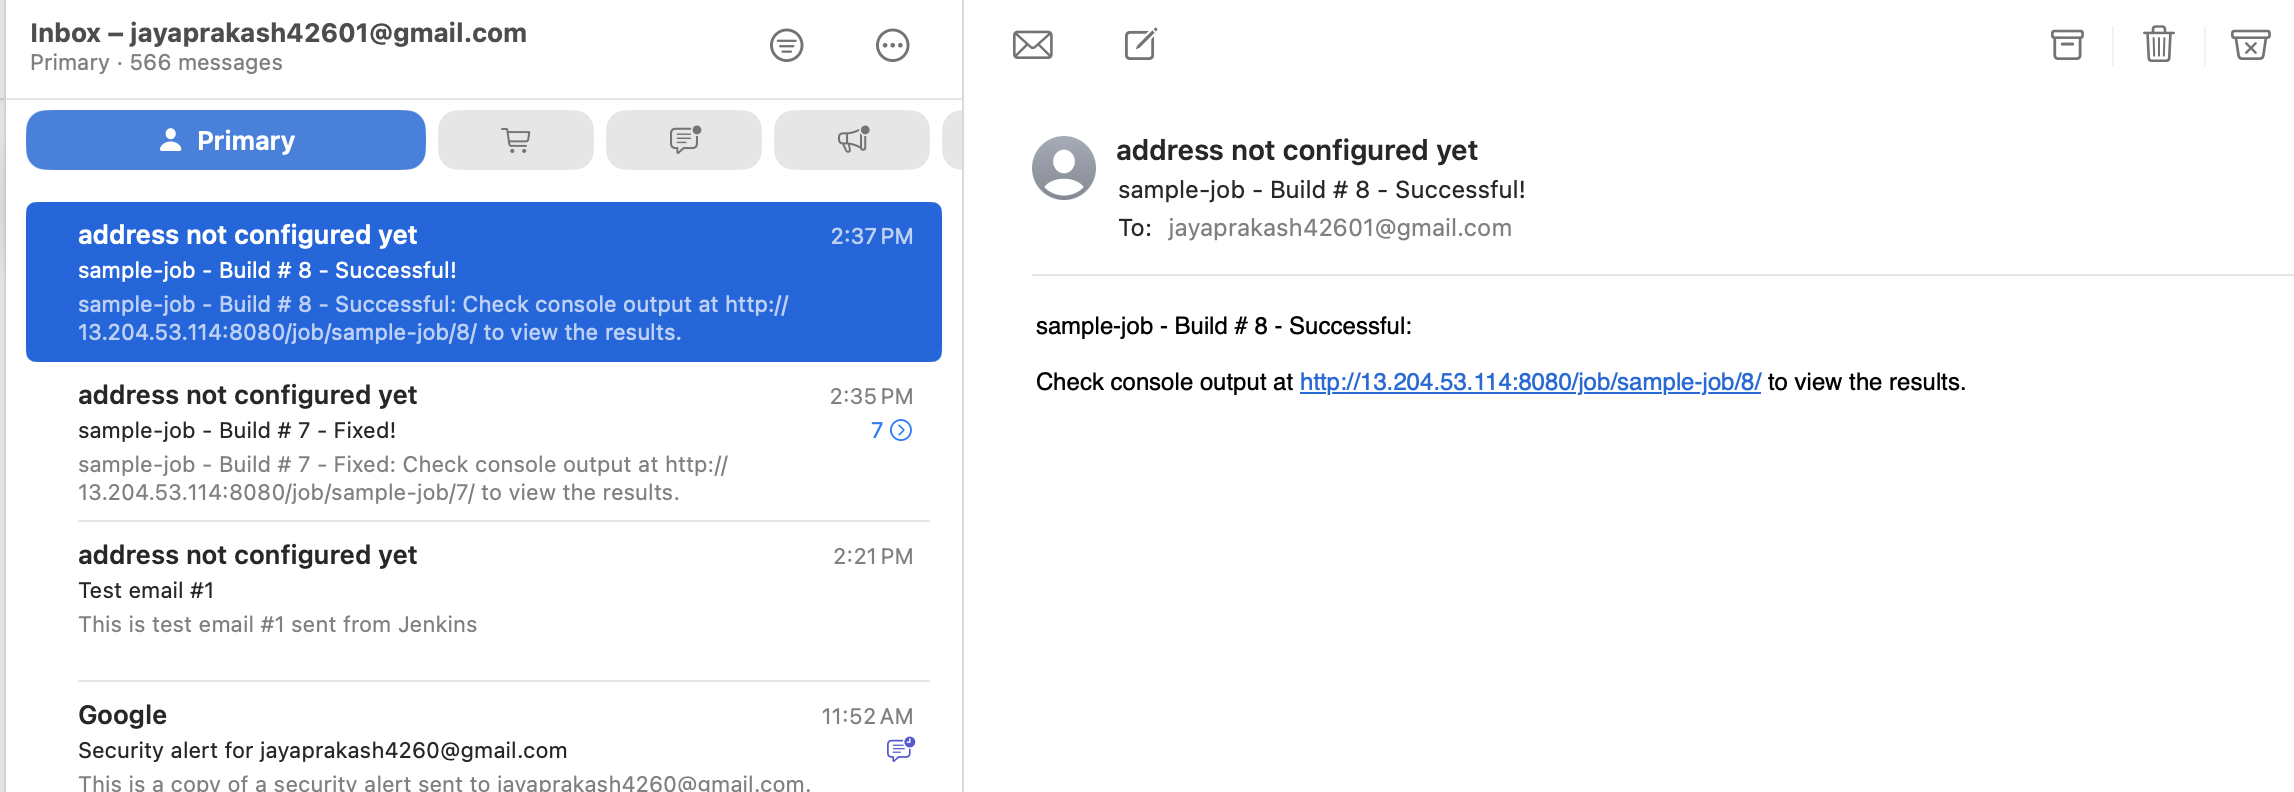 Inbox – jayaprakash42601@gmail.com
Primary · 566 messages
Primary
address not configured yet
2:37 PM
sample-job - Build # 8 - Successful!
sample-job - Build # 8 - Successful: Check console output at http://
13.204.53.114:8080/job/sample-job/8/ to view the results.
address not configured yet
2:35 PM
sample-job - Build # 7 - Fixed!
7
sample-job - Build # 7 - Fixed: Check console output at http://
13.204.53.114:8080/job/sample-job/7/ to view the results.
address not configured yet
2:21 PM
Test email #1
This is test email #1 sent from Jenkins
Google
11:52 AM
Security alert for jayaprakash4260@gmail.com
This is a copy of a security alert sent to jayaprakash4260@gmail.com.
address not configured yet
sample-job - Build # 8 - Successful!
To: jayaprakash42601@gmail.com
sample-job - Build # 8 - Successful:
Check console output at http://13.204.53.114:8080/job/sample-job/8/ to view the results.